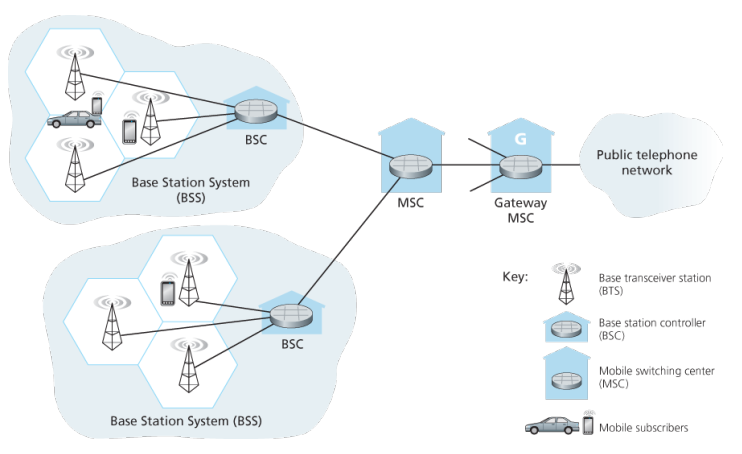 BSC
Base Station System
(BSS)
MSC
G
Gateway
MSC
Public telephone
network
BSC
Base Station System (BSS)
Key:
Base transceiver station
(BTS)
Base station controller
(BSC)
Mobile switching center
(MSC)
Mobile subscribers